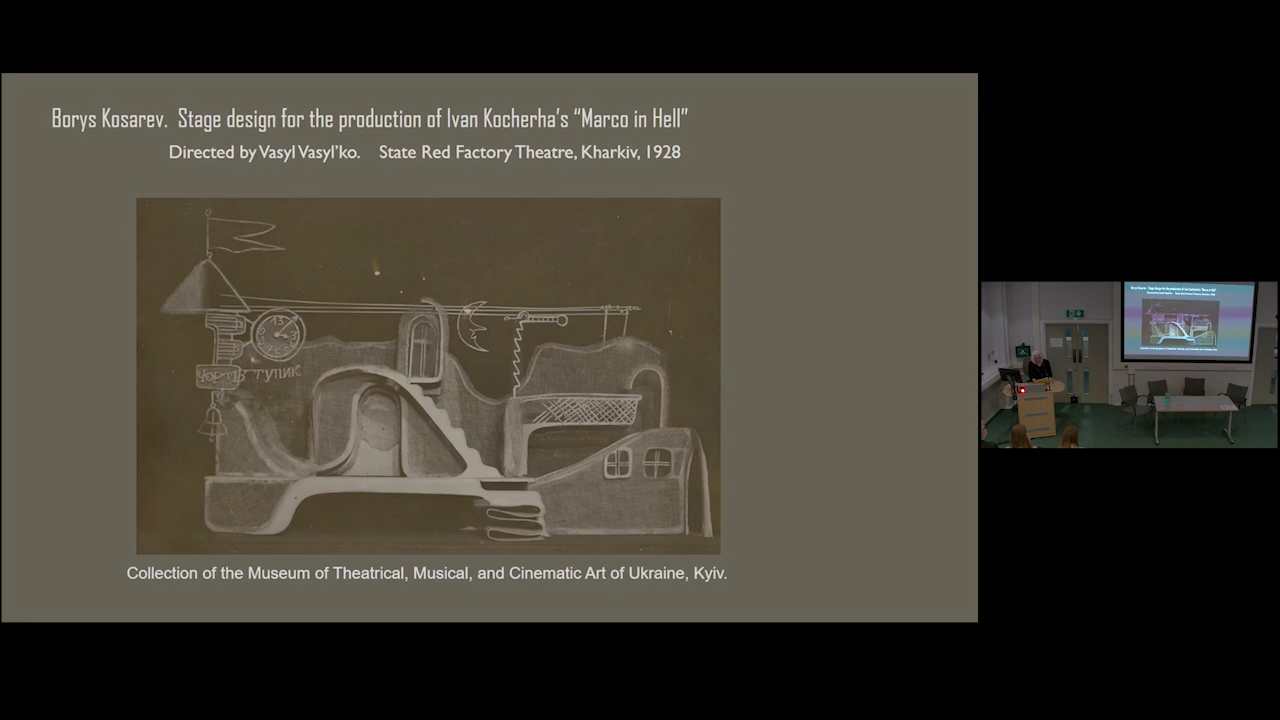 Borys Kosarev. Stage design for the production of Ivan Kocherha's “Marco in Hell”
Directed by Vasyl Vasyl'ko. State Red Factory Theatre, Kharkiv, 1928
13
ЧОРТІВ ТУПИК
Collection of the Museum of Theatrical, Musical, and Cinematic Art of Ukraine, Kyiv.